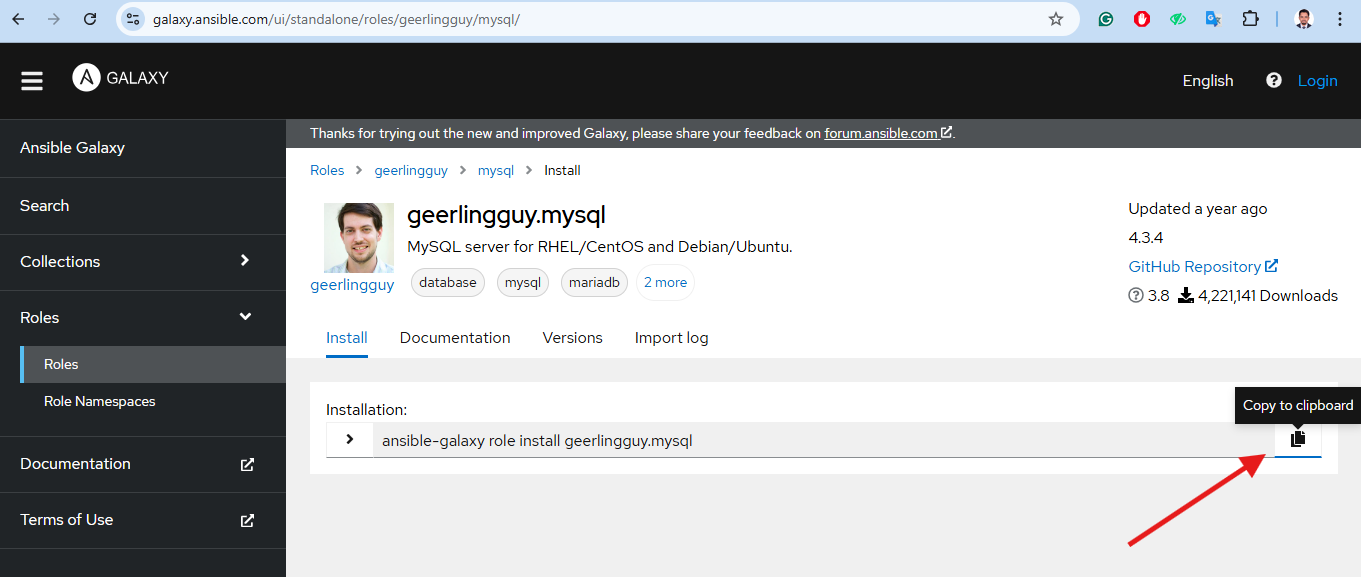 galaxy.ansible.com/ui/standalone/roles/geerlingguy/mysql/
GALAXY
English
Login
Ansible Galaxy
Search
Collections
Roles
Roles
Role Namespaces
Documentation
Terms of Use
Thanks for trying out the new and improved Galaxy, please share your feedback on forum.ansible.com.
Roles > geerlingguy > mysql > Install
geerlingguy.mysql
MySQL server for RHEL/CentOS and Debian/Ubuntu.
geerlingguy
database mysql mariadb 2 more
Updated a year ago
4.3.4
GitHub Repository
3.8 4,221,141 Downloads
Install Documentation Versions Import log
Copy to clipboard
Installation:
ansible-galaxy role install geerlingguy.mysql